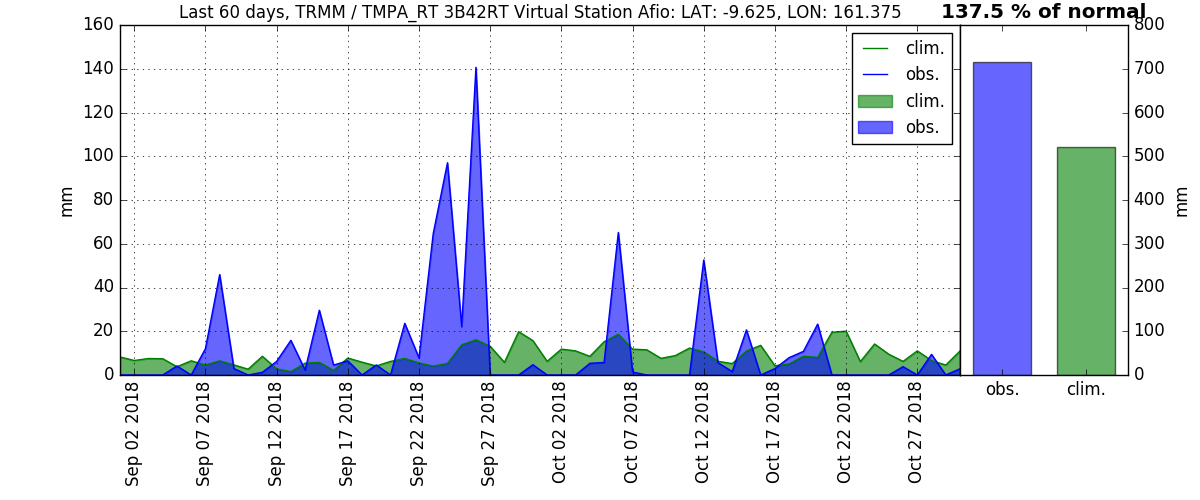 Last 60 days, TRMM / TMPA_RT 3B42RT Virtual Station Afio: LAT: -9.625, LON: 161.375
137.5 % of normal
160
140
120
100
80
60
40
20
0
mm
clim.
obs.
clim.
obs.
Sep 02 2018
Sep 07 2018
Sep 12 2018
Sep 17 2018
Sep 22 2018
Sep 27 2018
Oct 02 2018
Oct 07 2018
Oct 12 2018
Oct 17 2018
Oct 22 2018
Oct 27 2018
800
700
600
500
400
300
200
100
0
mm
obs.
clim.